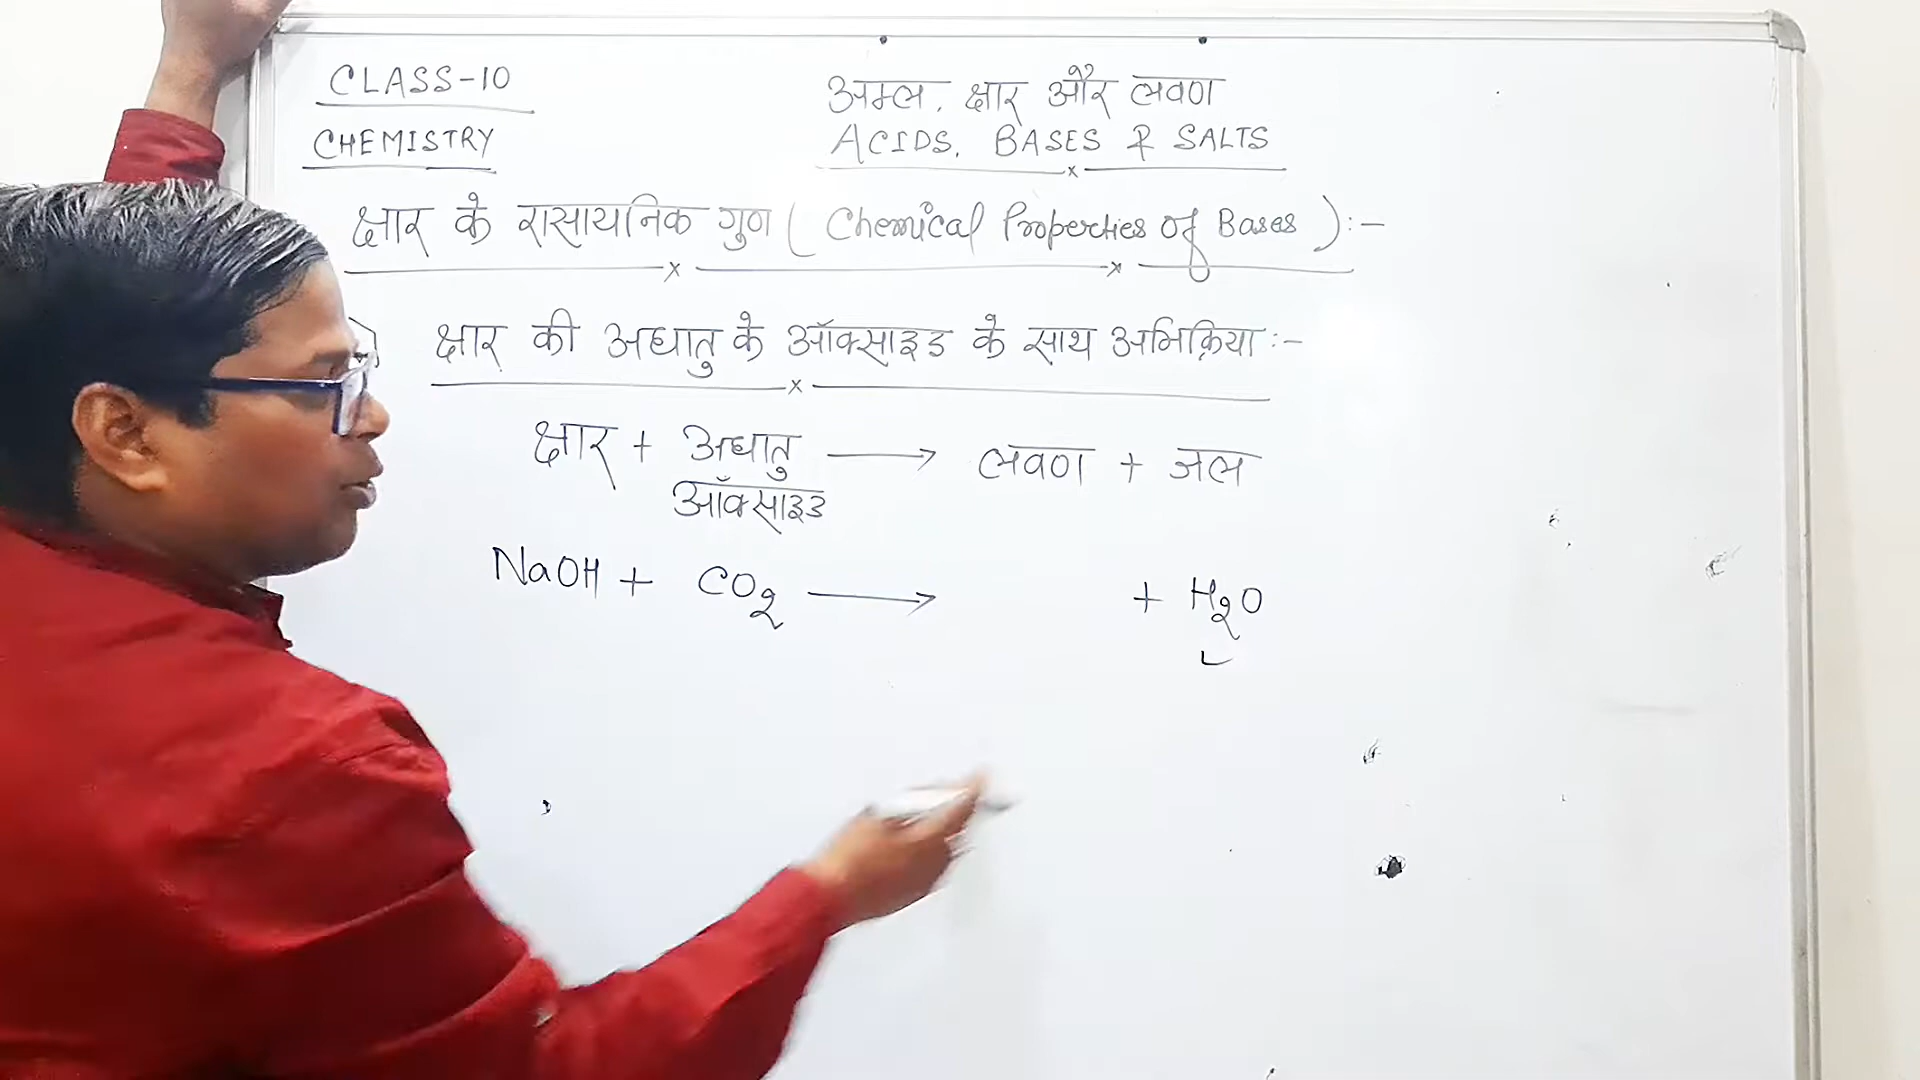 CLASS-10
CHEMISTRY
अम्ल, क्षार और लवण
ACIDS, BASES & SALTS
क्षार के रासायनिक गुण ( Chemical Properties of Bases ) :-
क्षार की अधातु के ऑक्साइड के साथ अभिक्रिया :-
क्षार + अधातु ऑक्साइड → लवण + जल
NaOH + CO₂ → + H₂O